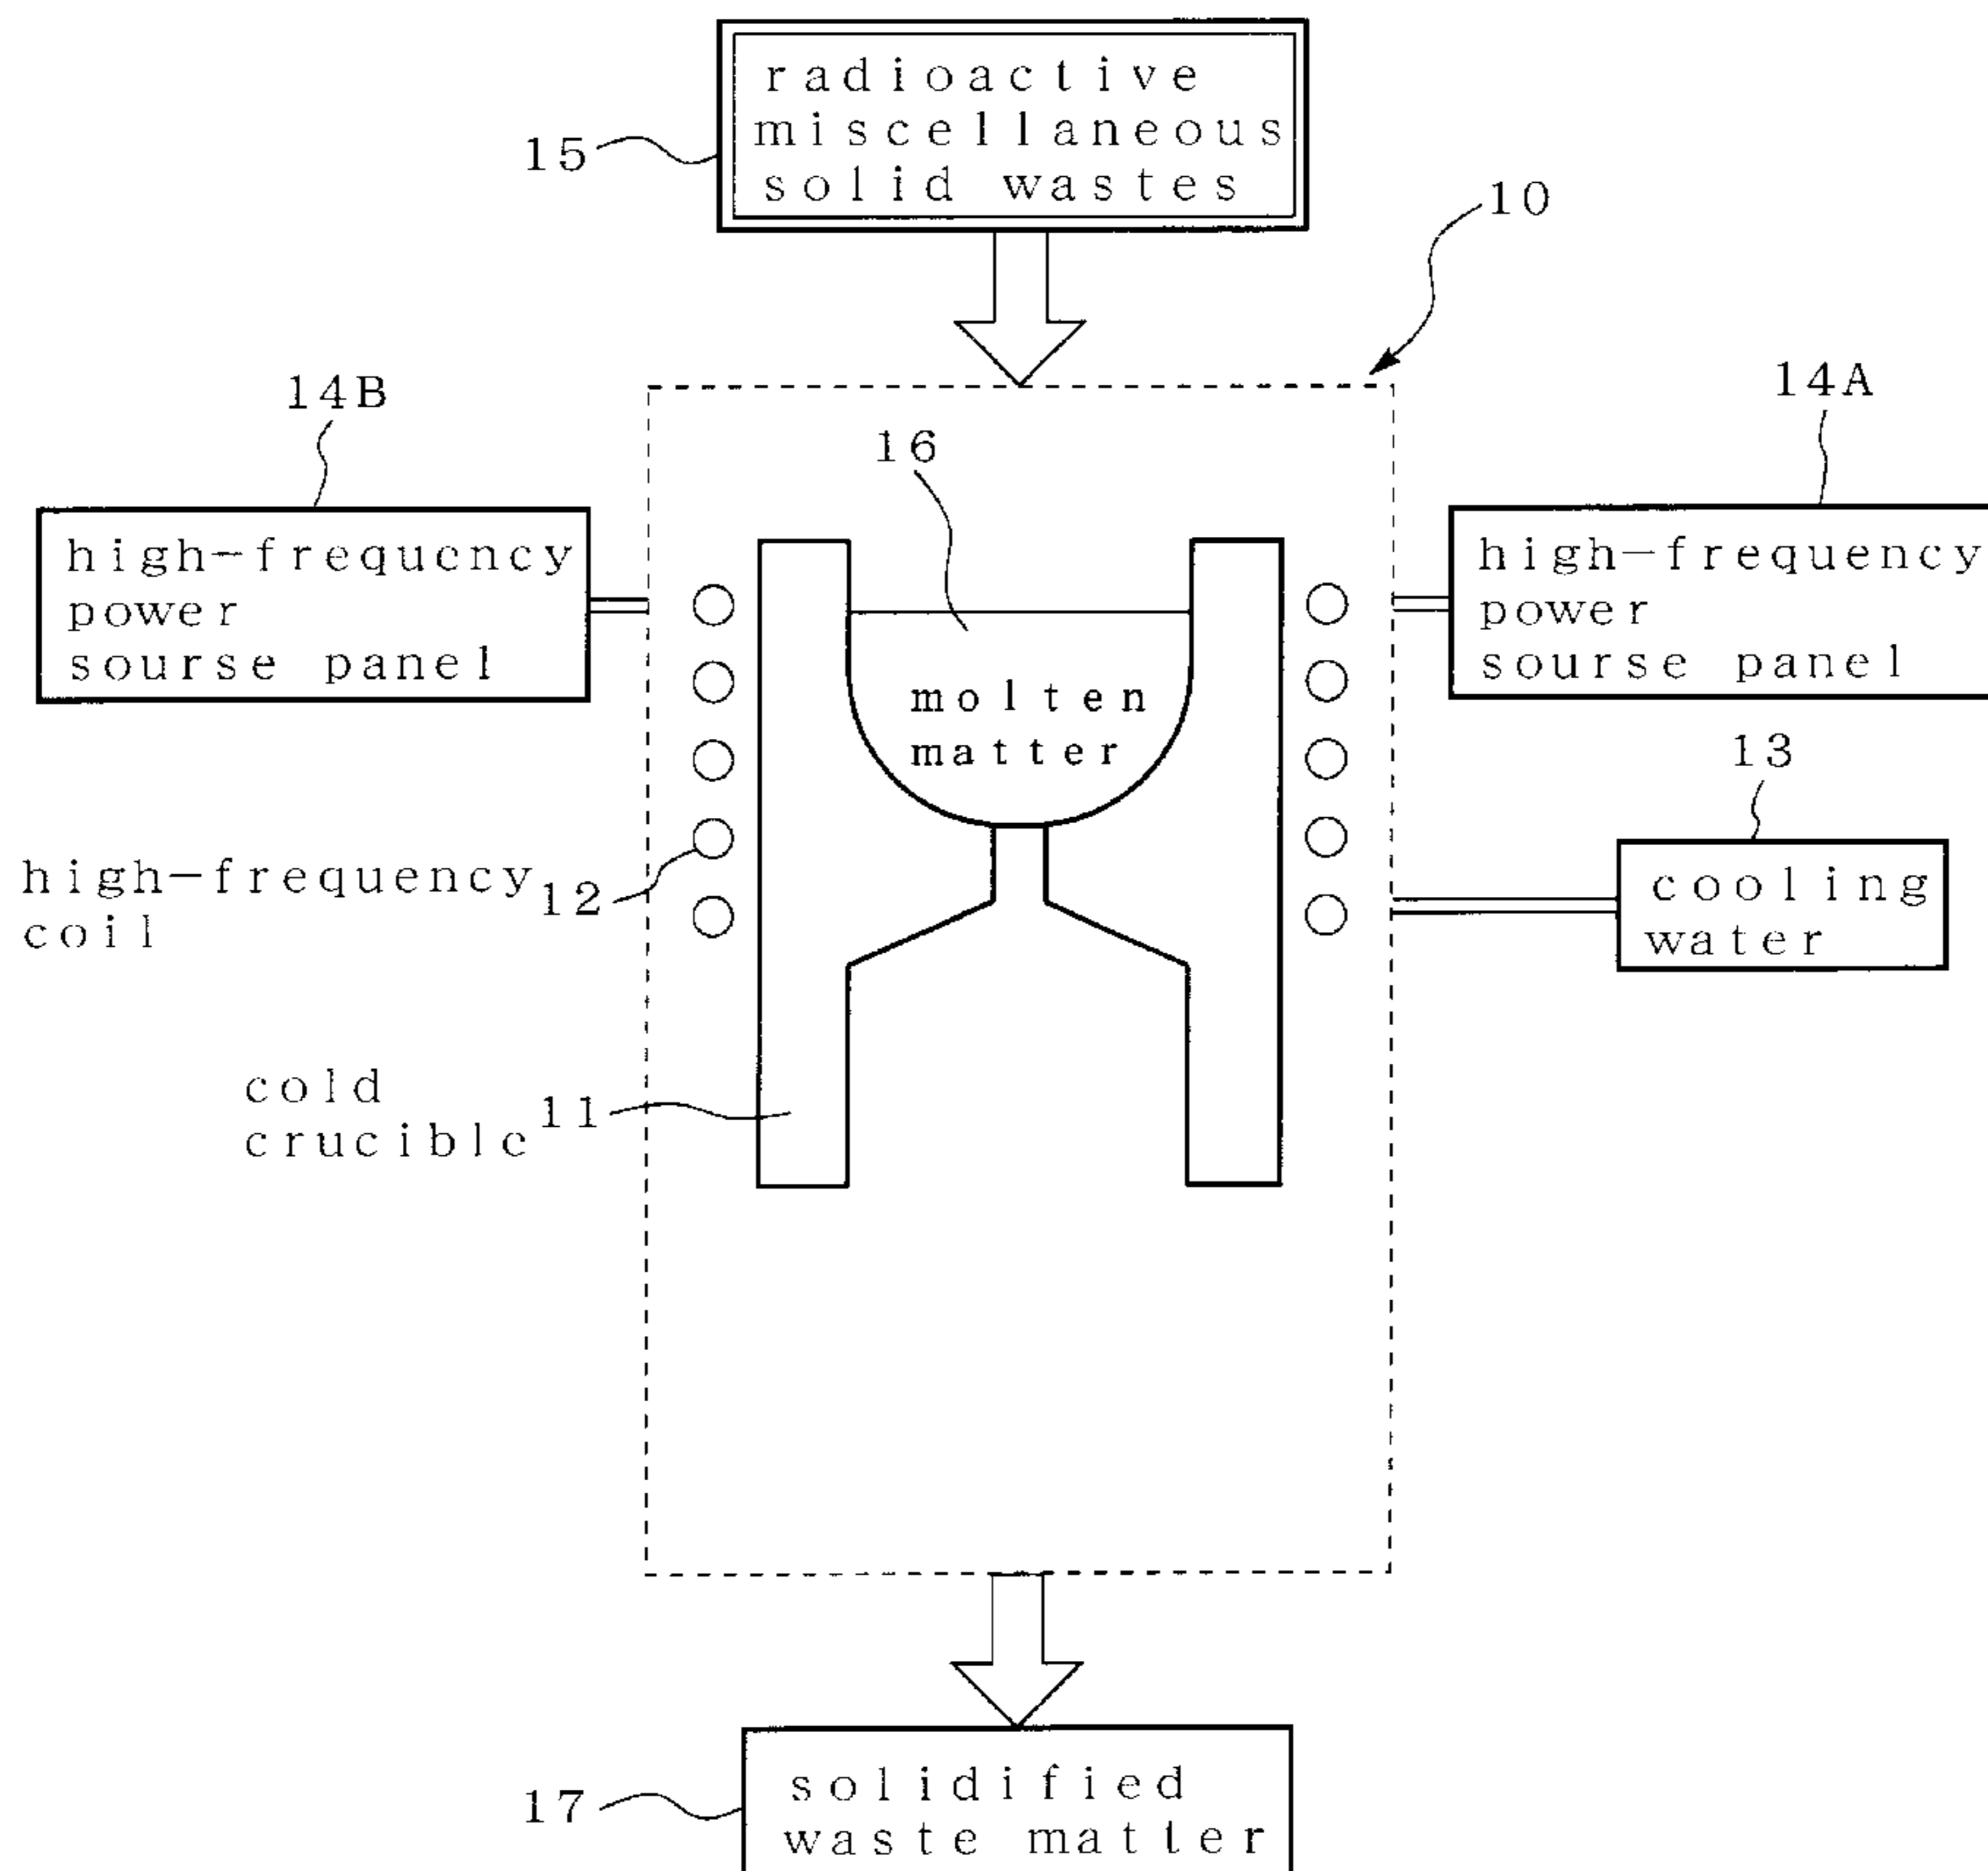 radioactive
miscellaneous
solid wastes
15
10
14B
14A
16
high-frequency
power
sourse panel
high-frequency
power
sourse panel
molten
matter
13
high-frequency
coil
12
cooling
water
cold
crucible
11
17
solidified
waste matter